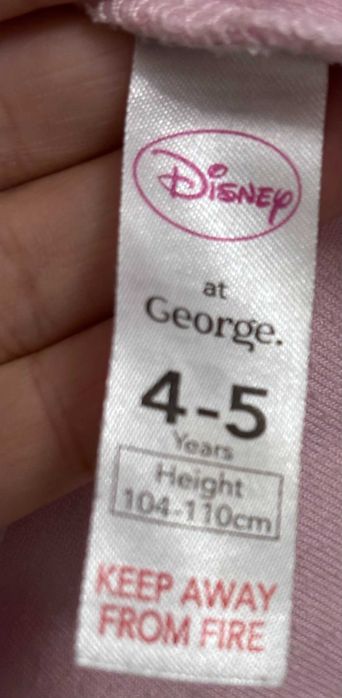 Disney
at
George.
4-5
Years
Height
104-110cm
KEEP AWAY
FROM FIRE